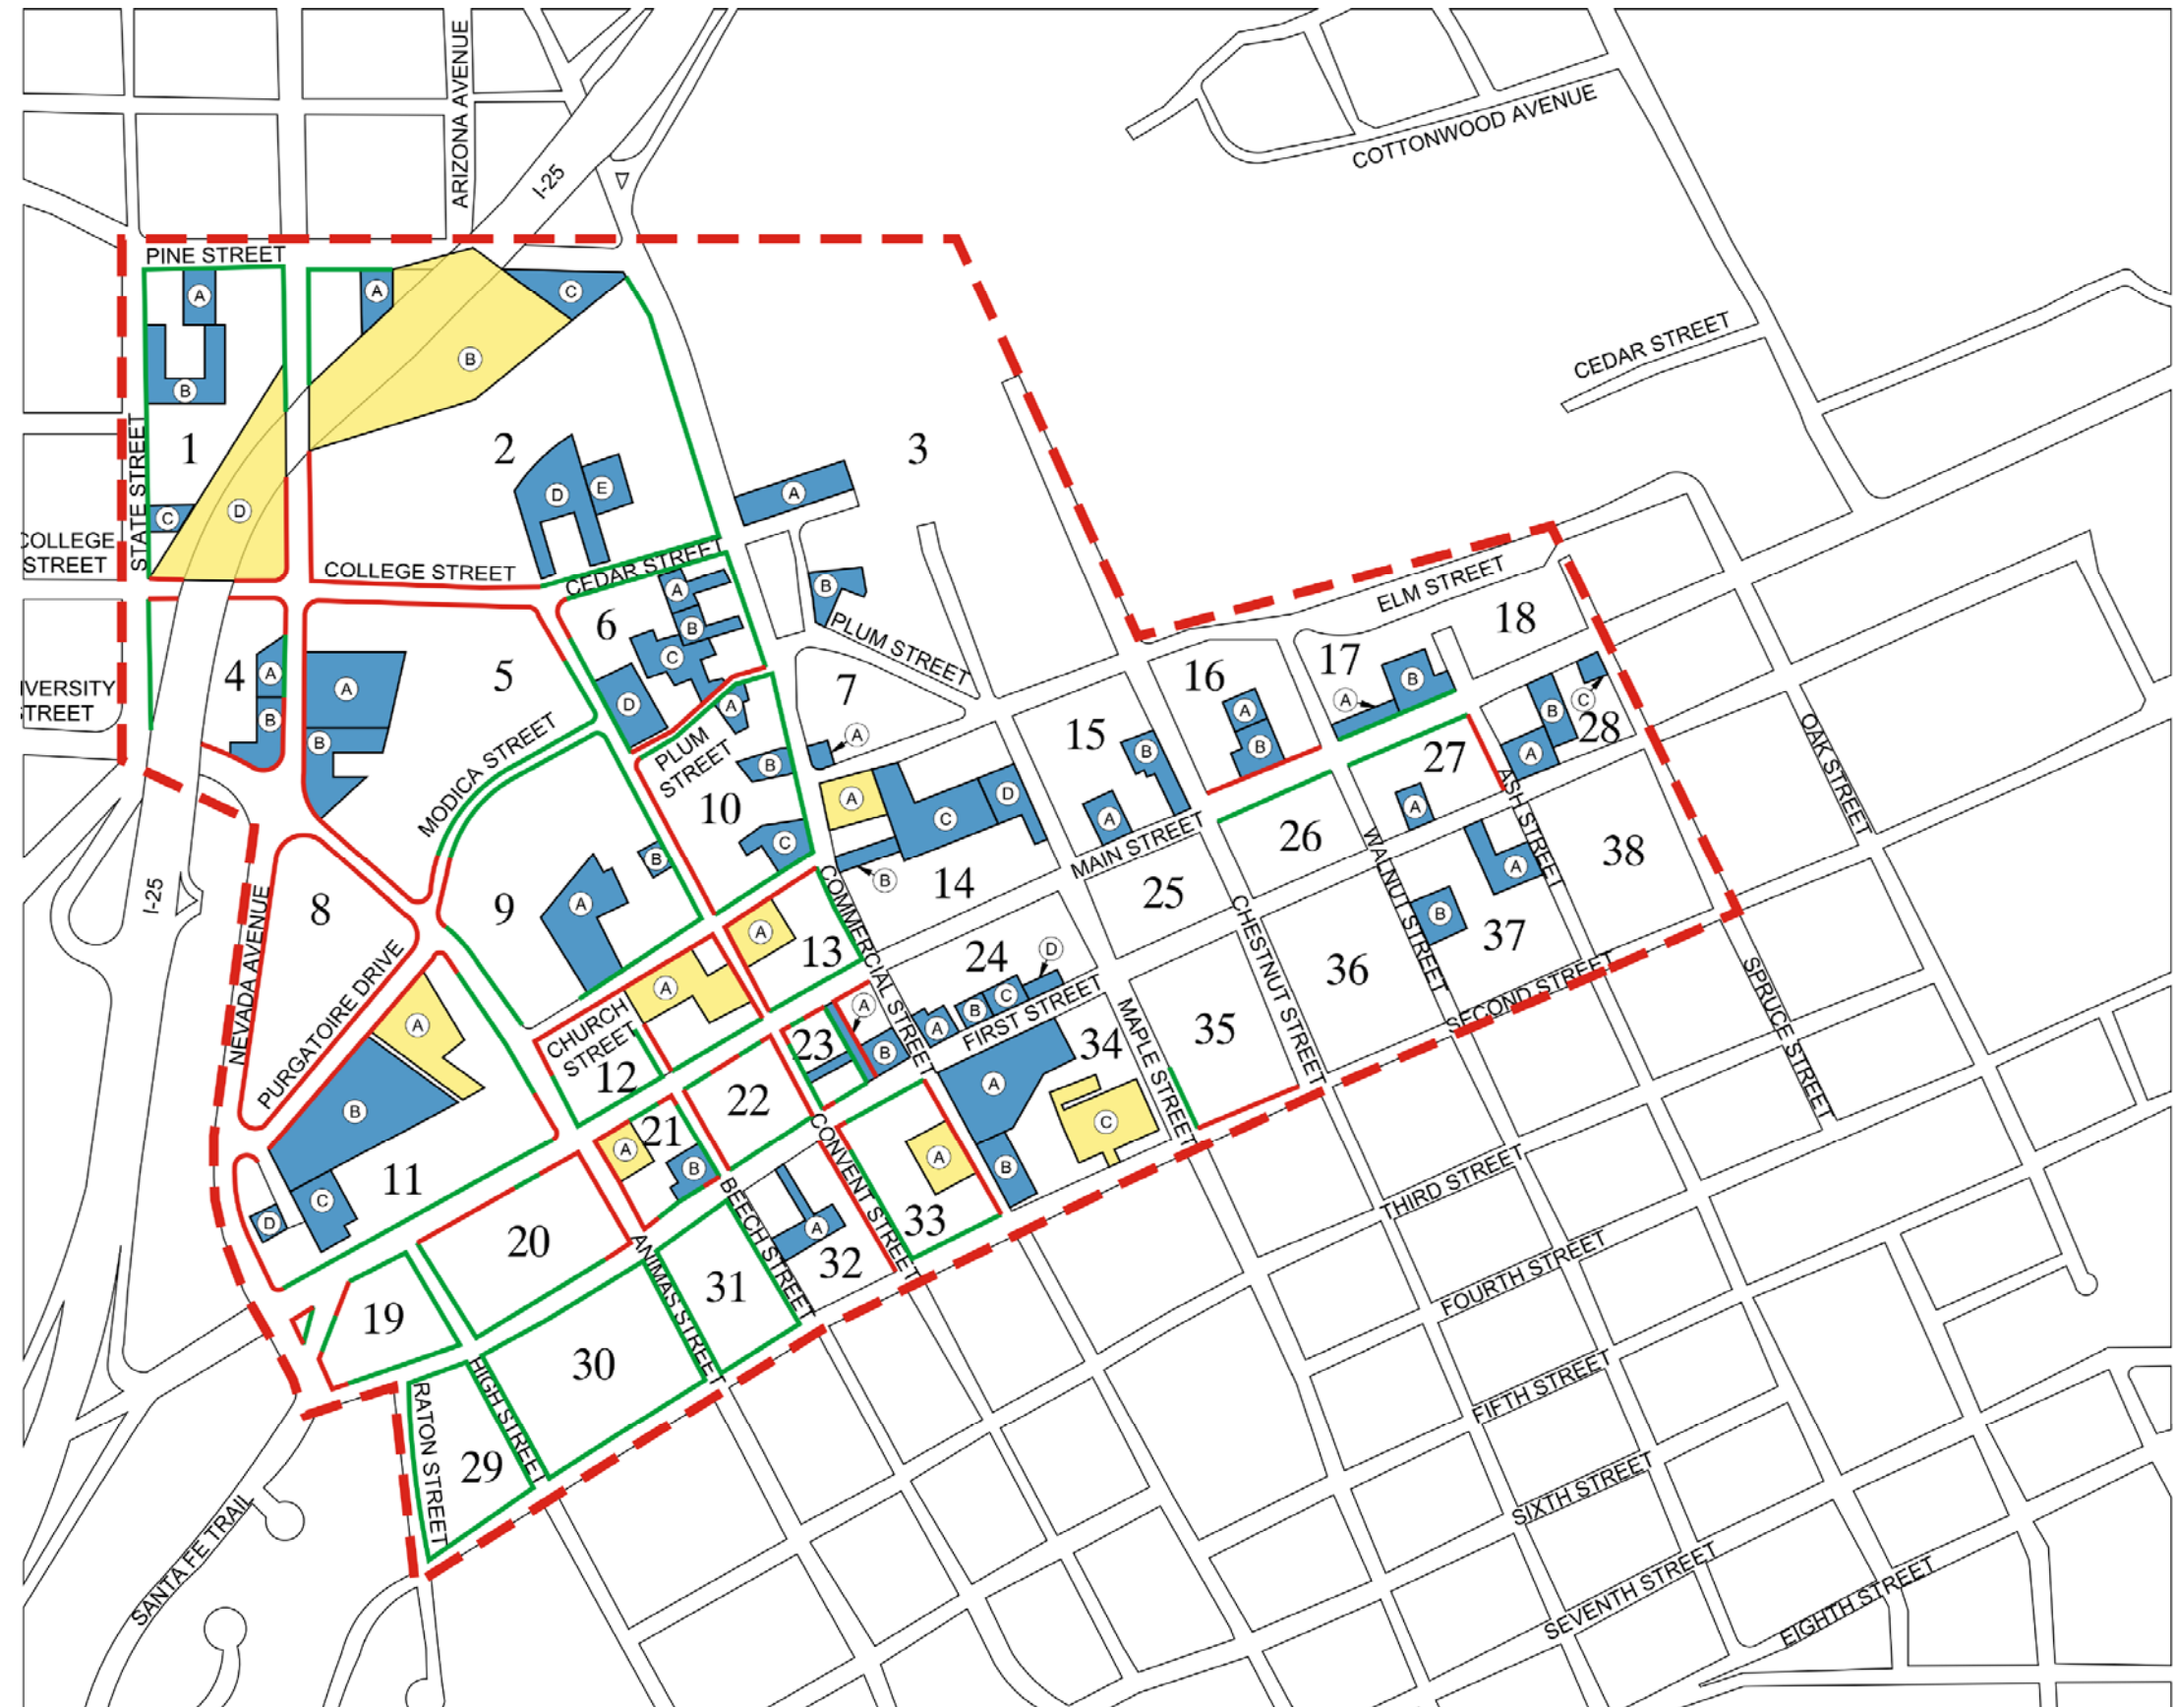 ARIZONA AVENUE
I-25
COTTONWOOD AVENUE
PINE STREET
A
A
C
B
B
CEDAR STREET
1
2
3
STATE STREET
D
E
A
C
D
COLLEGE
STREET
COLLEGE STREET
CEDAR STREET
A
B
ELM STREET
6
B
18
PLUM STREET
C
17
16
4
A
5
7
B
A
A
D
A
B
C
28
B
A
15
PLUM
STREET
B
A
B
B
B
A
27
OAK STREET
MODICA STREET
10
A
D
C
A
A
ASH STREET
C
MAIN STREET
26
WALNUT STREET
38
B
A
B
14
25
I-25
8
9
A
COMMERCIAL STREET
CHESTNUT STREET
B
37
NEVADA AVENUE
A
13
24
D
36
PURGATOIRE DRIVE
A
C
B
A
A
FIRST STREET
SECOND STREET
SPRUCE STREET
A
CHURCH
STREET
23
B
34
MAPLE STREET
35
12
A
B
22
C
21
A
B
CONVENT STREET
A
B
11
C
D
BEECH STREET
A
33
20
ANIMAS STREET
32
31
THIRD STREET
FOURTH STREET
19
30
HIGH STREET
RATON STREET
29
FIFTH STREET
SIXTH STREET
SANTA FE TRAIL
SEVENTH STREET
EIGHTH STREET